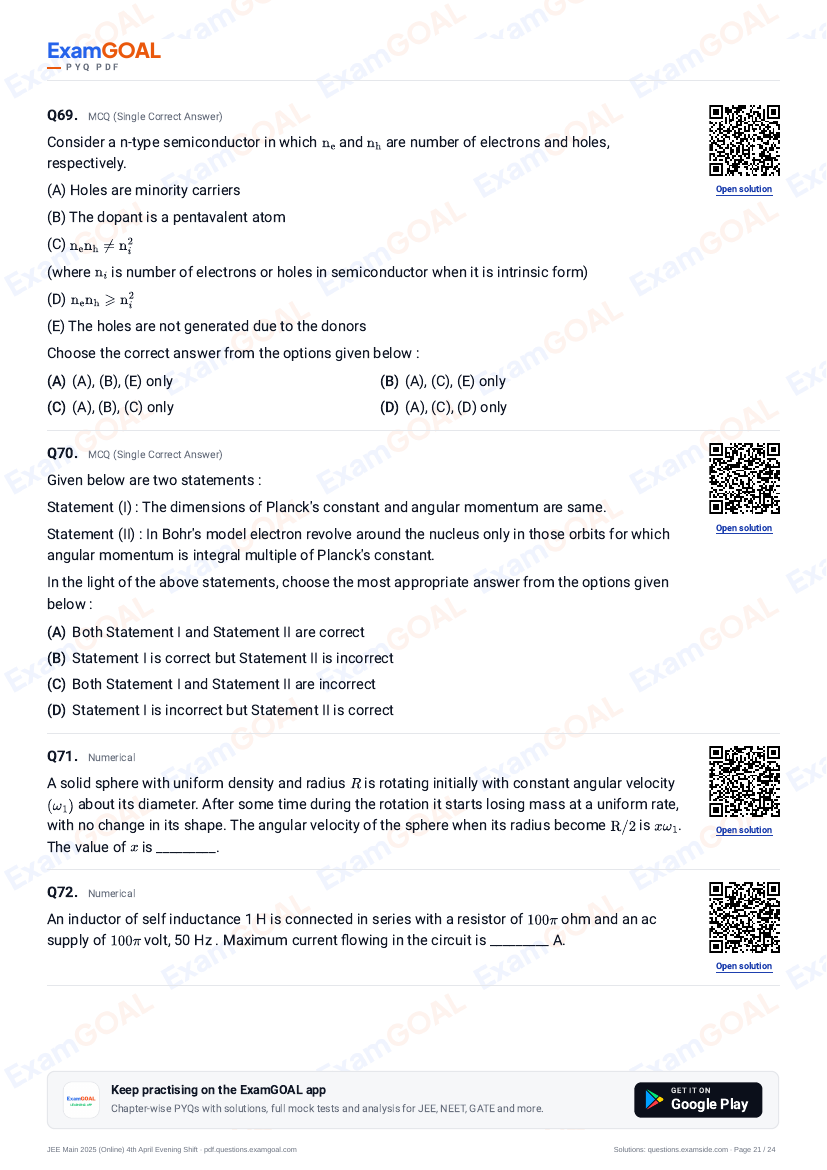 ExamGOAL
PYQ PDF
Q69. MCQ (Single Correct Answer)
Consider a n-type semiconductor in which nₑ and nₕ are number of electrons and holes,
respectively.
Open solution
(A) Holes are minority carriers
(B) The dopant is a pentavalent atom
(C) nₑnₕ ≠ nᵢ²
(where nᵢ is number of electrons or holes in semiconductor when it is intrinsic form)
(D) nₑnₕ ⩾ nᵢ²
(E) The holes are not generated due to the donors
Choose the correct answer from the options given below :
(A) (A), (B), (E) only (B) (A), (C), (E) only
(C) (A), (B), (C) only (D) (A), (C), (D) only
Q70. MCQ (Single Correct Answer)
Given below are two statements :
Statement (I) : The dimensions of Planck's constant and angular momentum are same.
Open solution
Statement (II) : In Bohr's model electron revolve around the nucleus only in those orbits for which
angular momentum is integral multiple of Planck's constant.
In the light of the above statements, choose the most appropriate answer from the options given
below :
(A) Both Statement I and Statement II are correct
(B) Statement I is correct but Statement II is incorrect
(C) Both Statement I and Statement II are incorrect
(D) Statement I is incorrect but Statement II is correct
Q71. Numerical
A solid sphere with uniform density and radius R is rotating initially with constant angular velocity
(ω₁) about its diameter. After some time during the rotation it starts losing mass at a uniform rate,
with no change in its shape. The angular velocity of the sphere when its radius become R/2 is xω₁.
Open solution
The value of x is _________.
Q72. Numerical
An inductor of self inductance 1 H is connected in series with a resistor of 100π ohm and an ac
supply of 100π volt, 50 Hz . Maximum current flowing in the circuit is _________ A.
Open solution
ExamGOAL
Keep practising on the ExamGOAL app
Chapter-wise PYQs with solutions, full mock tests and analysis for JEE, NEET, GATE and more.
GET IT ON
Google Play
JEE Main 2025 (Online) 4th April Evening Shift · pdf.questions.examgoal.com
Solutions: questions.examside.com · Page 21 / 24